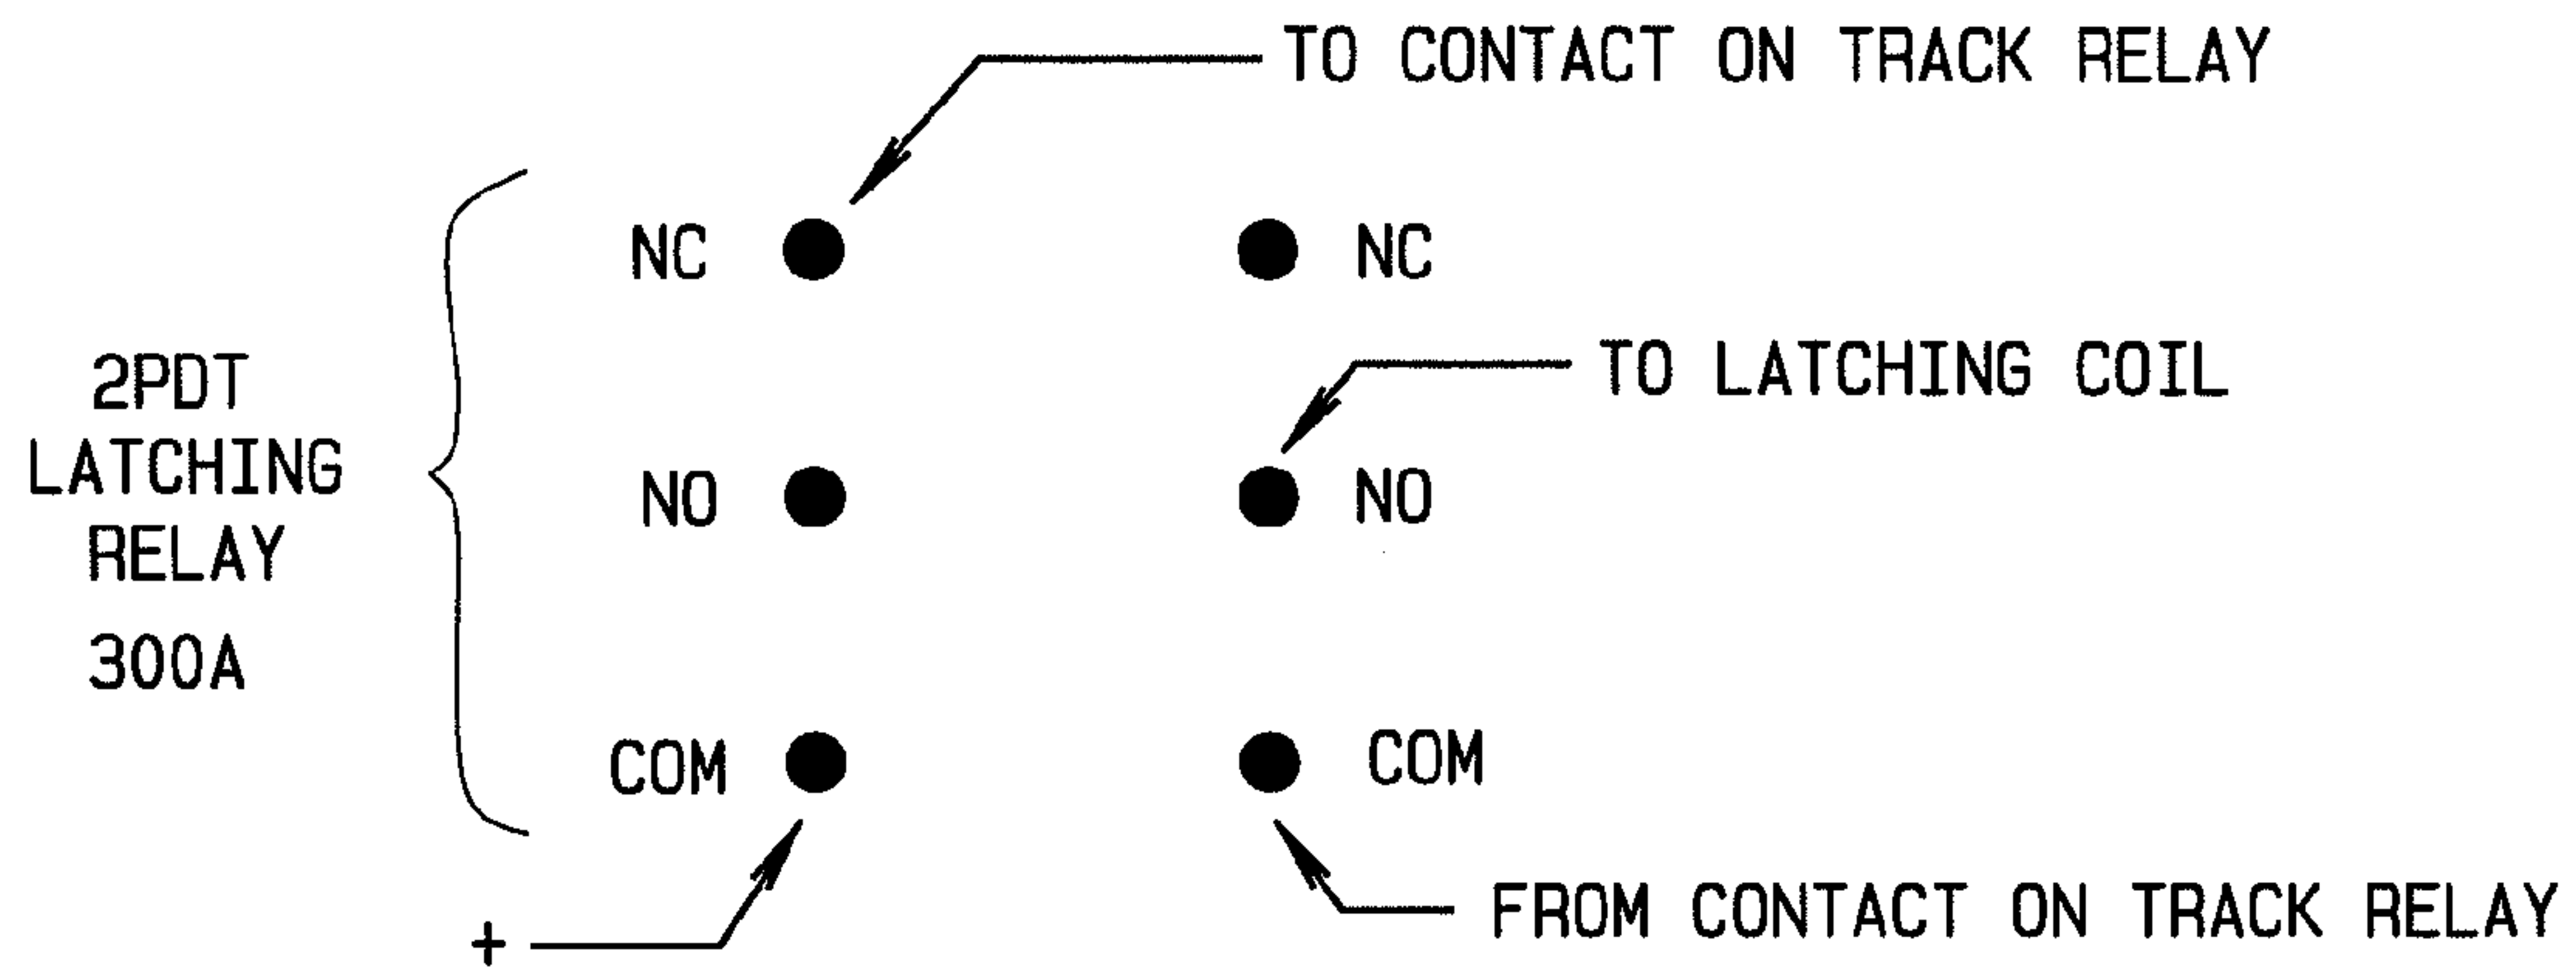 TO CONTACT ON TRACK RELAY
NC
NC
2PDT
LATCHING
RELAY
300A
TO LATCHING COIL
NO
NO
COM
COM
+
FROM CONTACT ON TRACK RELAY